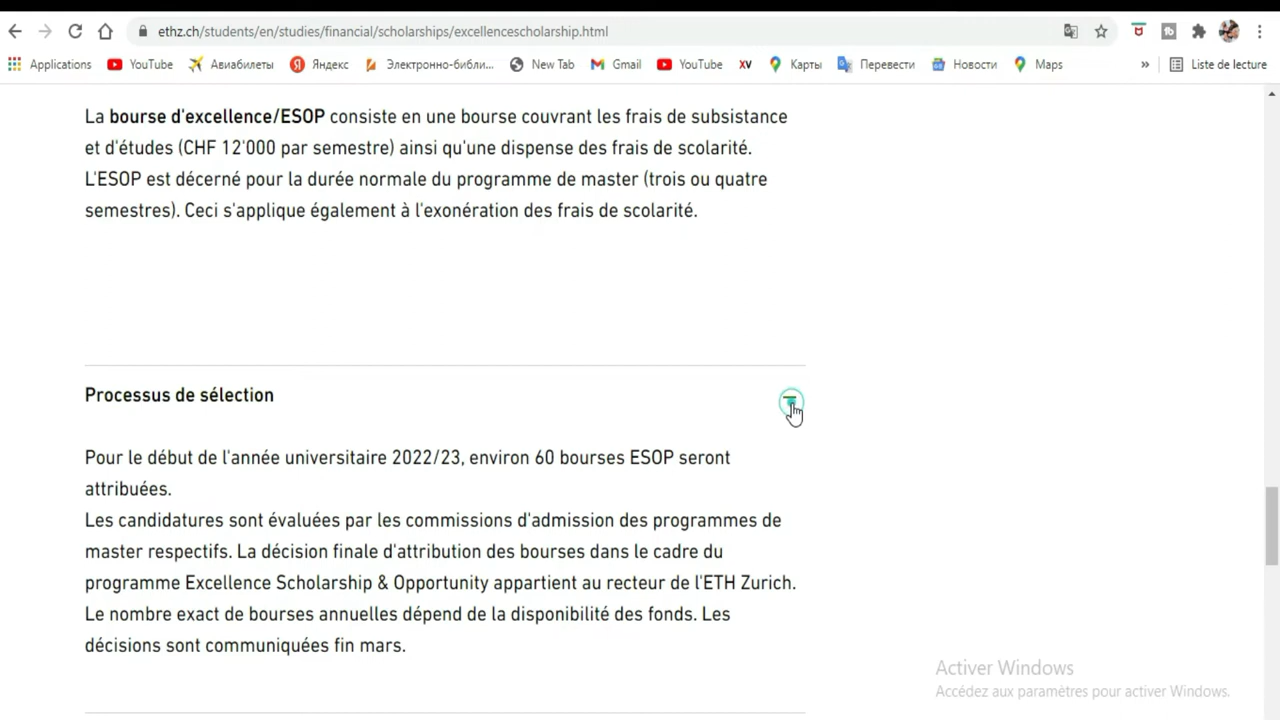 ethz.ch/students/en/studies/financial/scholarships/excellencescholarship.html
Applications YouTube Авиабилеты Яндекс Электронно-библи... New Tab Gmail YouTube XV Карты Перевести Новости Maps » Liste de lecture
La bourse d'excellence/ESOP consiste en une bourse couvrant les frais de subsistance
et d'études (CHF 12'000 par semestre) ainsi qu'une dispense des frais de scolarité.
L'ESOP est décerné pour la durée normale du programme de master (trois ou quatre
semestres). Ceci s'applique également à l'exonération des frais de scolarité.
Processus de sélection
Pour le début de l'année universitaire 2022/23, environ 60 bourses ESOP seront
attribuées.
Les candidatures sont évaluées par les commissions d'admission des programmes de
master respectifs. La décision finale d'attribution des bourses dans le cadre du
programme Excellence Scholarship & Opportunity appartient au recteur de l'ETH Zurich.
Le nombre exact de bourses annuelles dépend de la disponibilité des fonds. Les
décisions sont communiquées fin mars.
Activer Windows
Accédez aux paramètres pour activer Windows.